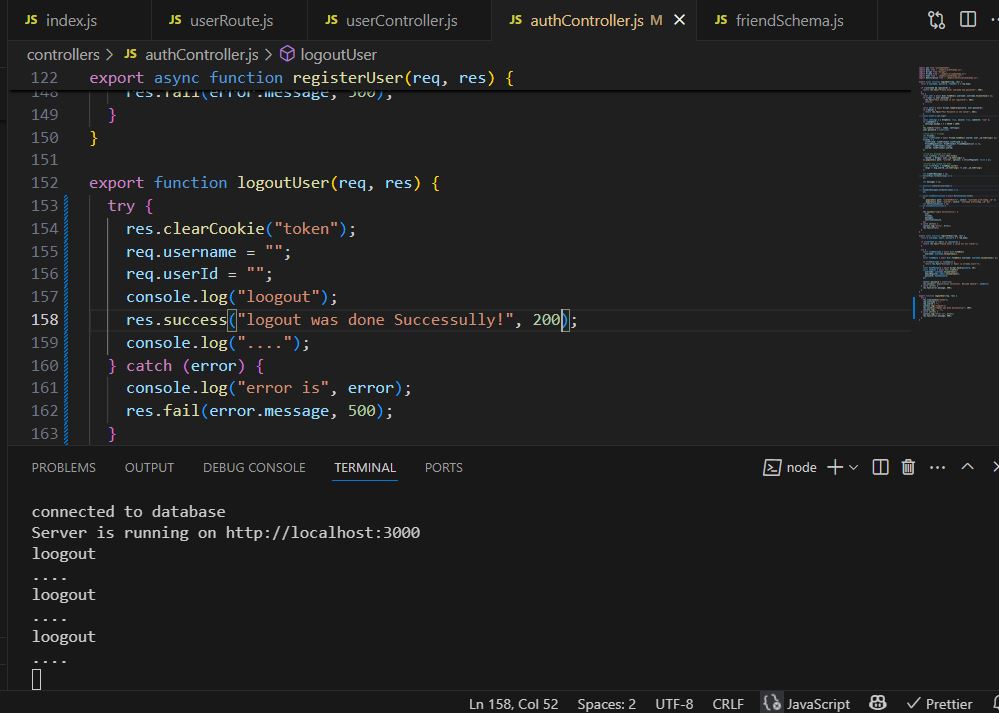 JS index.js JS userRoute.js JS userController.js JS authController.js M JS friendSchema.js
controllers > JS authController.js > logoutUser
122 export async function registerUser(req, res) {
148 res.fail(error.message, 500);
149 }
150 }
151
152 export function logoutUser(req, res) {
153 try {
154 res.clearCookie("token");
155 req.username = "";
156 req.userId = "";
157 console.log("loogout");
158 res.success("logout was done Successully!", 200);
159 console.log("....");
160 } catch (error) {
161 console.log("error is", error);
162 res.fail(error.message, 500);
163 }
PROBLEMS OUTPUT DEBUG CONSOLE TERMINAL PORTS node
connected to database
Server is running on http://localhost:3000
loogout
....
loogout
....
loogout
....
Ln 158, Col 52 Spaces: 2 UTF-8 CRLF JavaScript Prettier